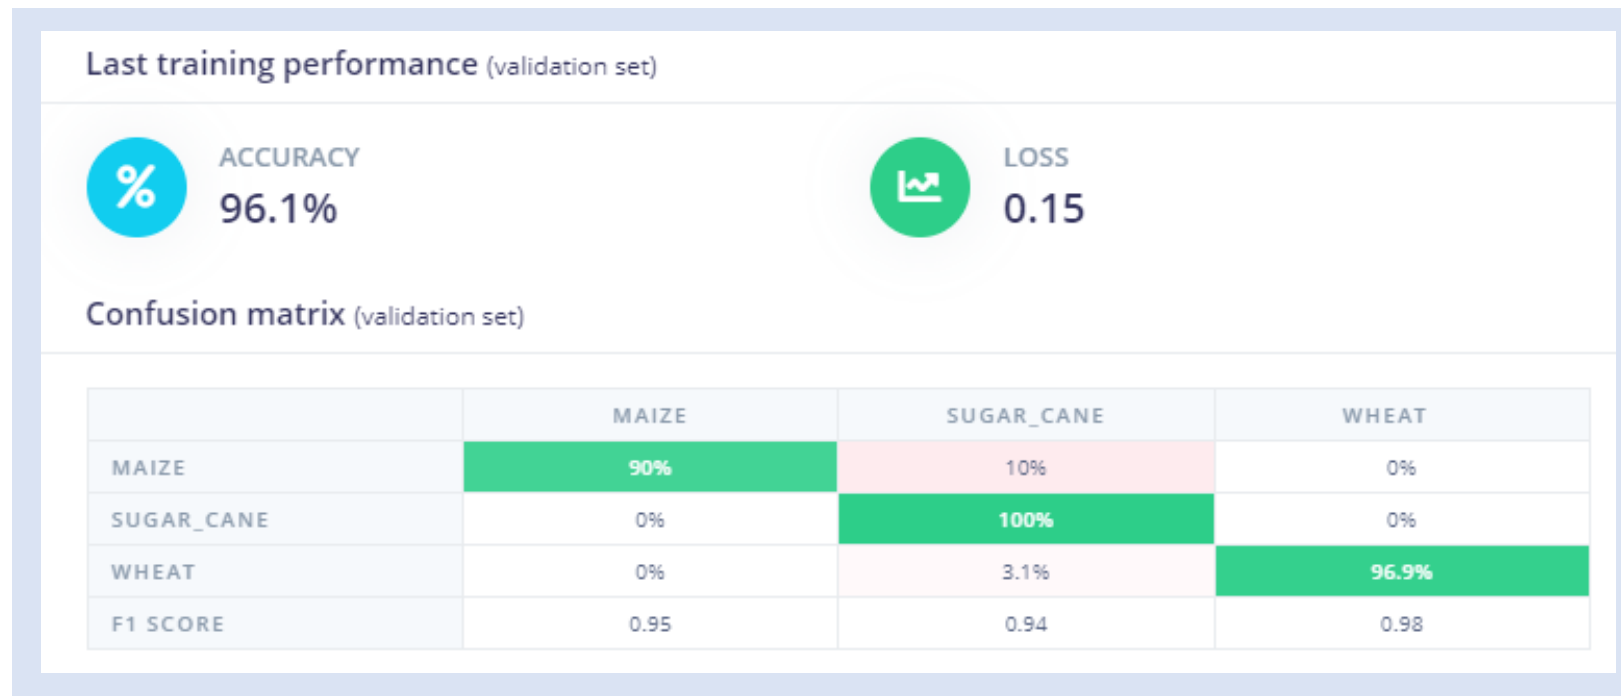 Last training performance (validation set)
%
ACCURACY
96.1%
LOSS
0.15
Confusion matrix (validation set)
MAIZE SUGAR_CANE WHEAT
MAIZE 90% 10% 0%
SUGAR_CANE 0% 100% 0%
WHEAT 0% 3.1% 96.9%
F1 SCORE 0.95 0.94 0.98